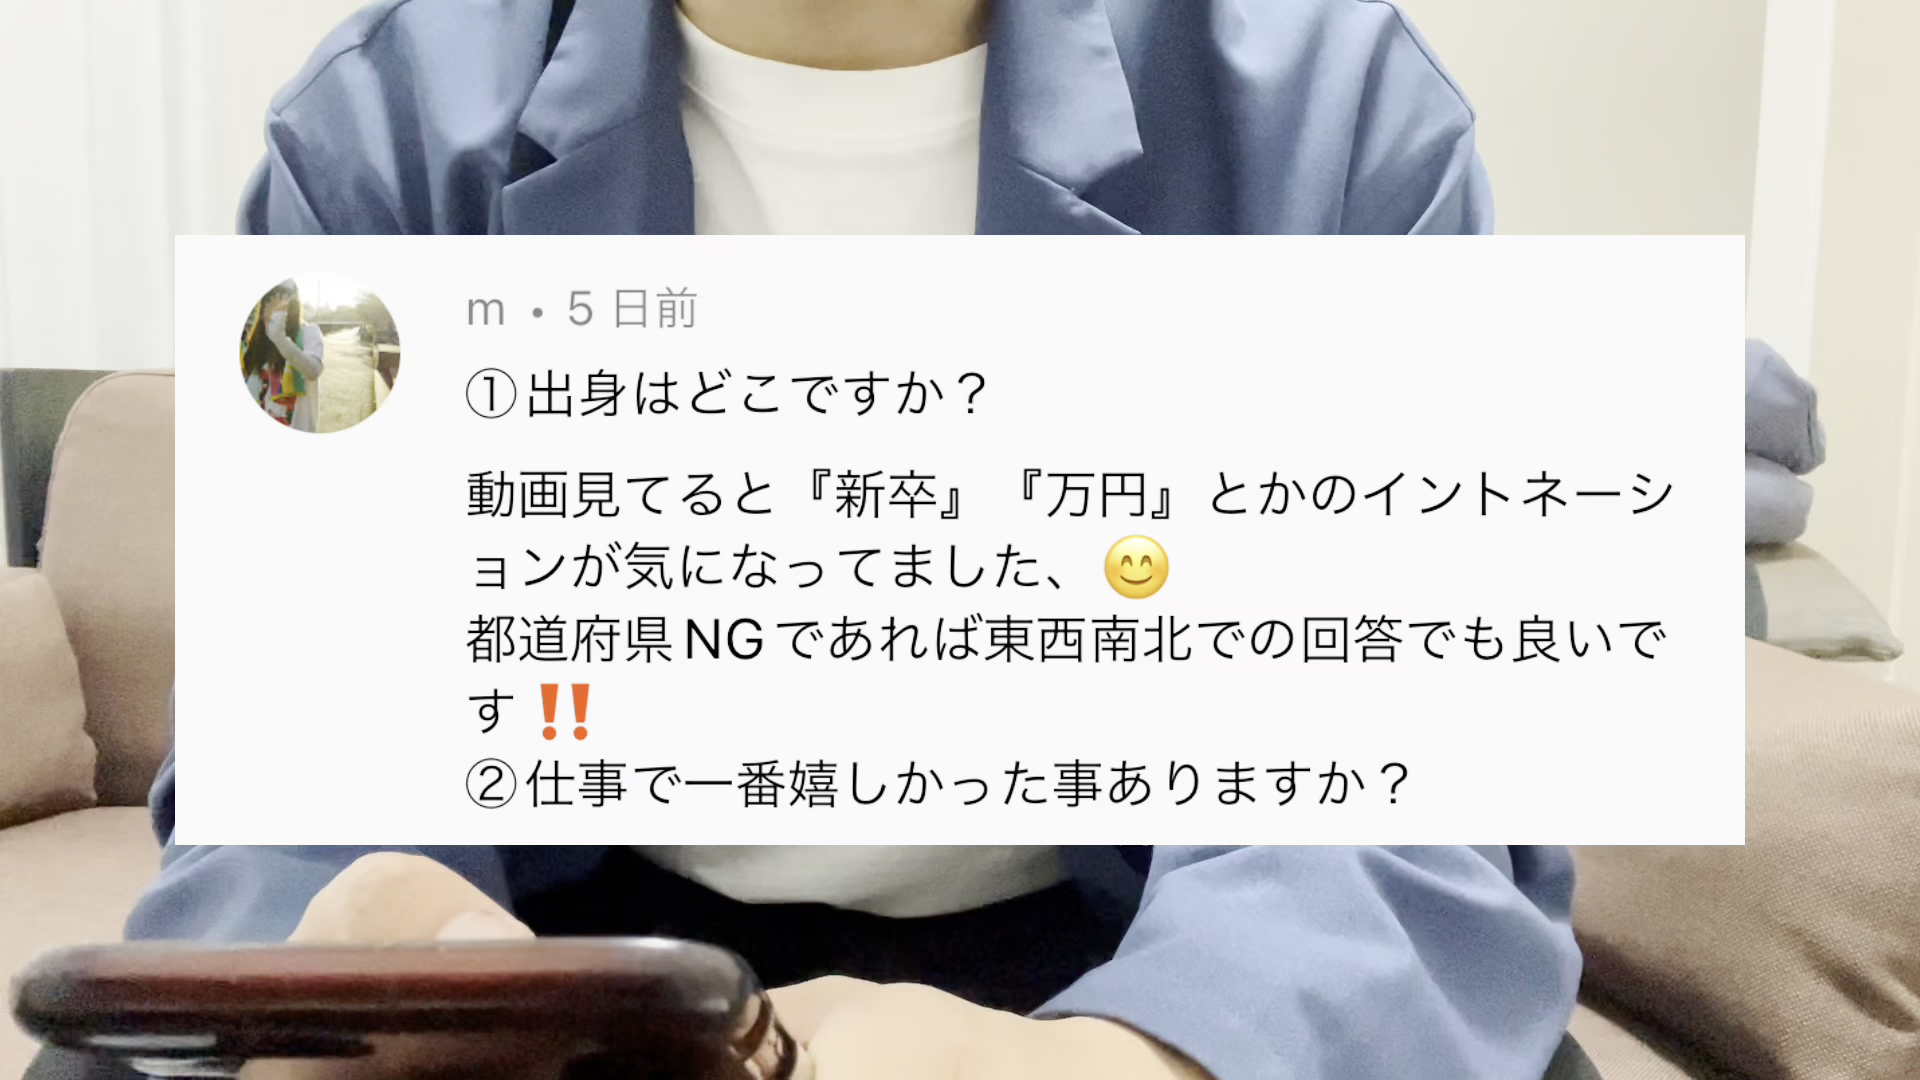 m • 5 日前
①出身はどこですか？
動画見てると『新卒』『万円』とかのイントネーシ
ョンが気になってました、😊
都道府県NGであれば東西南北での回答でも良いで
す‼️
②仕事で一番嬉しかった事ありますか？